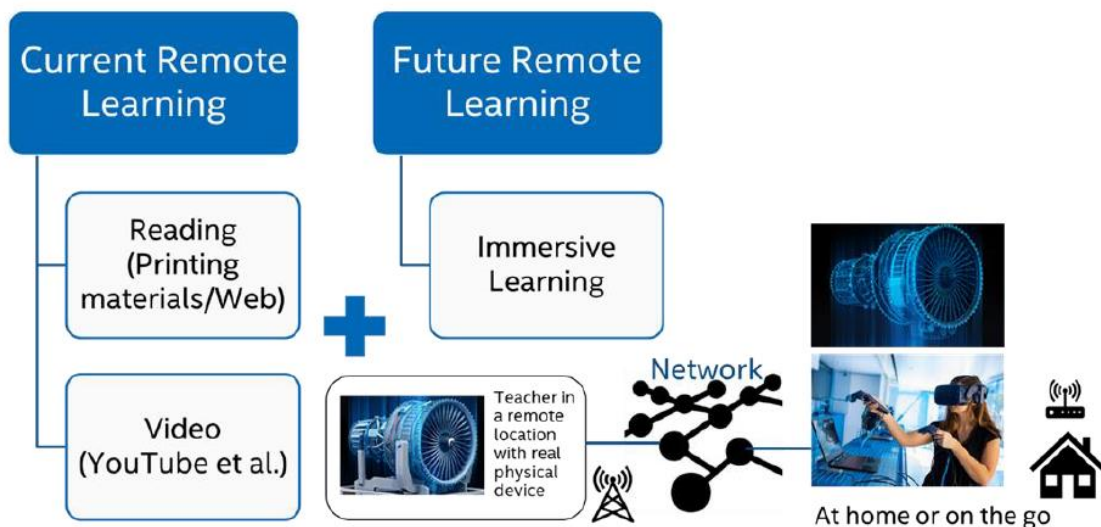 Current Remote
Learning
Future Remote
Learning
Reading
(Printing
materials/Web)
Immersive
Learning
Video
(YouTube et al.)
Teacher in
a remote
location
with real
physical
device
Network
At home or on the go